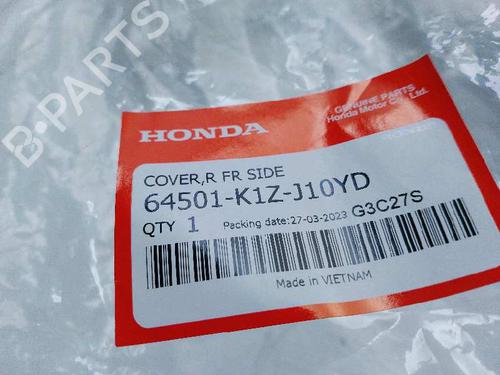 B-PARTS
GENUINE PARTS
Honda Motor Co., Ltd.
HONDA
COVER,R FR SIDE
64501-K1Z-J10YD
QTY 1 Packing date:27-03-2023 G3C27S
Made in VIETNAM